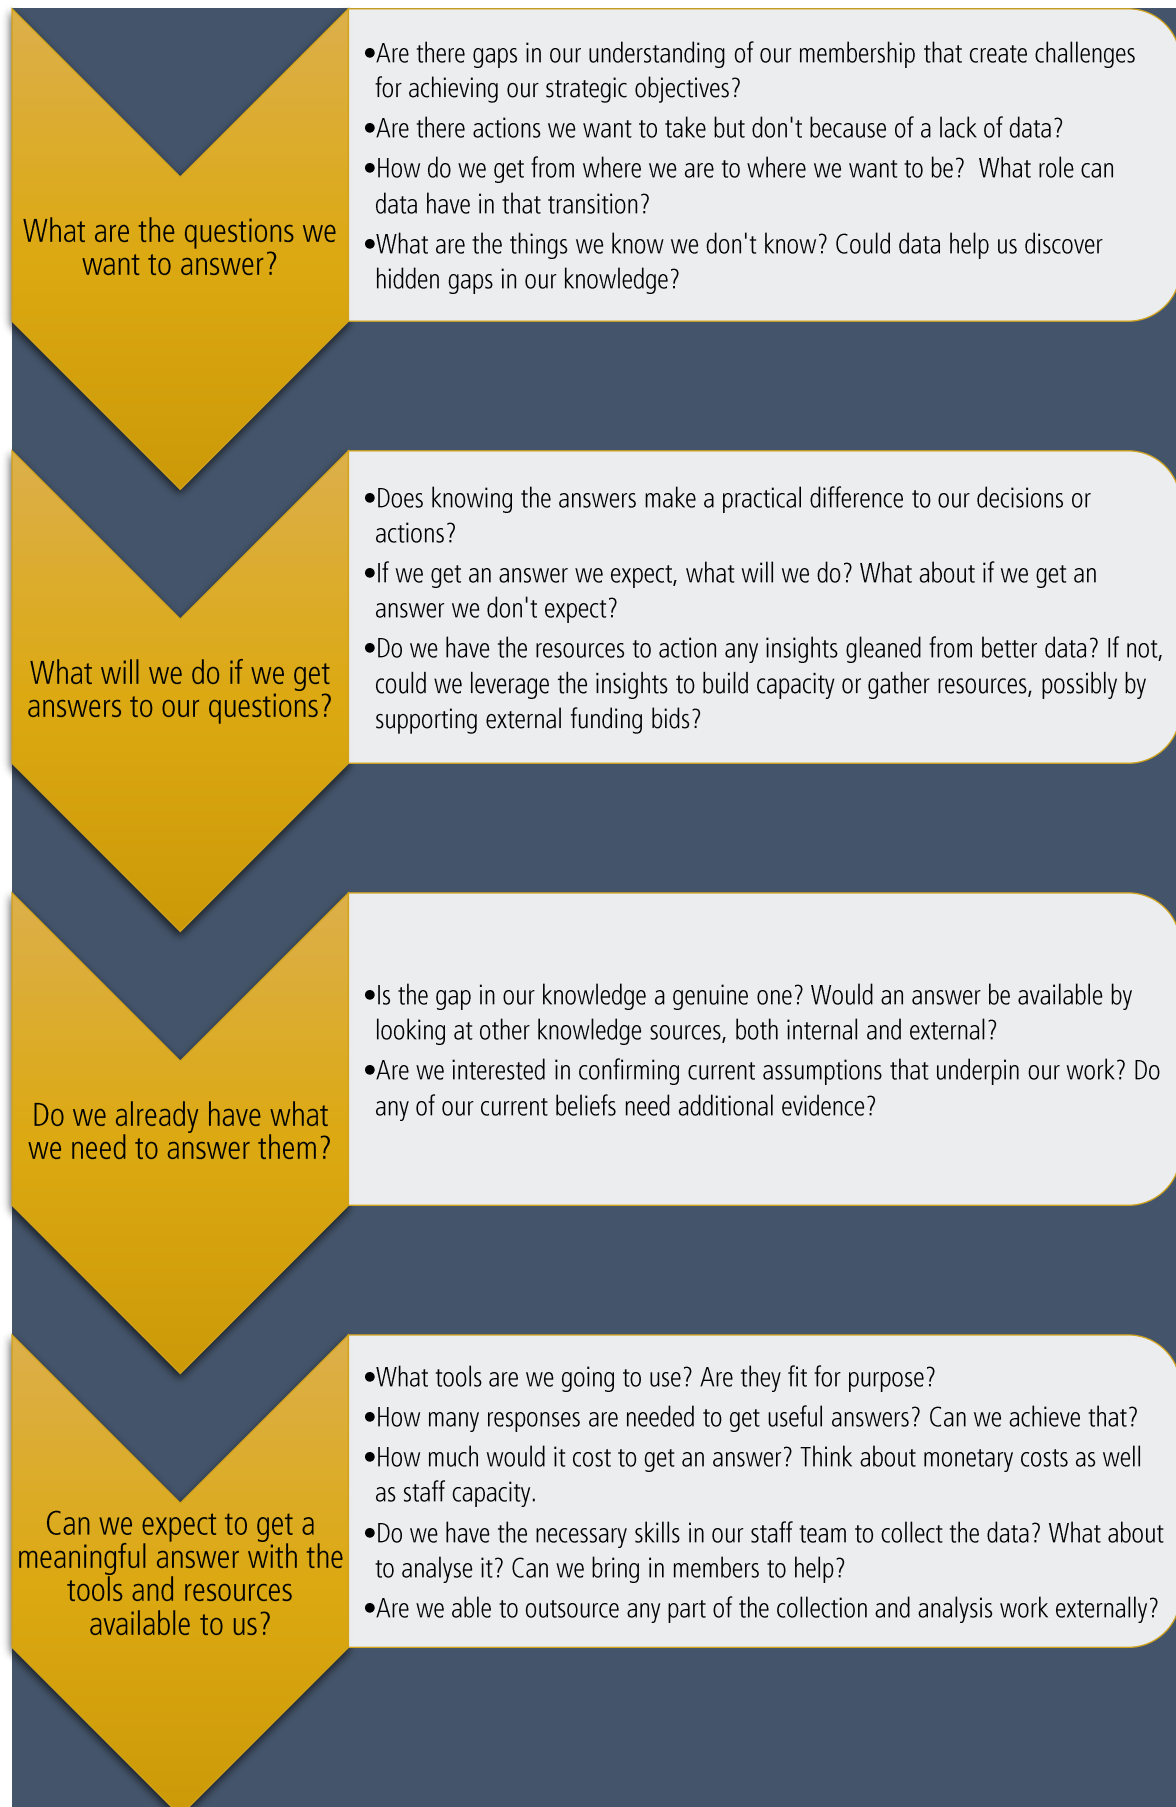 What are the questions we
want to answer?
•Are there gaps in our understanding of our membership that create challenges
for achieving our strategic objectives?
•Are there actions we want to take but don't because of a lack of data?
•How do we get from where we are to where we want to be?  What role can
data have in that transition?
•What are the things we know we don't know? Could data help us discover
hidden gaps in our knowledge?
What will we do if we get
answers to our questions?
•Does knowing the answers make a practical difference to our decisions or
actions?
•If we get an answer we expect, what will we do? What about if we get an
answer we don't expect?
•Do we have the resources to action any insights gleaned from better data? If not,
could we leverage the insights to build capacity or gather resources, possibly by
supporting external funding bids?
Do we already have what
we need to answer them?
•Is the gap in our knowledge a genuine one? Would an answer be available by
looking at other knowledge sources, both internal and external?
•Are we interested in confirming current assumptions that underpin our work? Do
any of our current beliefs need additional evidence?
Can we expect to get a
meaningful answer with the
tools and resources
available to us?
•What tools are we going to use? Are they fit for purpose?
•How many responses are needed to get useful answers? Can we achieve that?
•How much would it cost to get an answer? Think about monetary costs as well
as staff capacity.
•Do we have the necessary skills in our staff team to collect the data? What about
to analyse it? Can we bring in members to help?
•Are we able to outsource any part of the collection and analysis work externally?